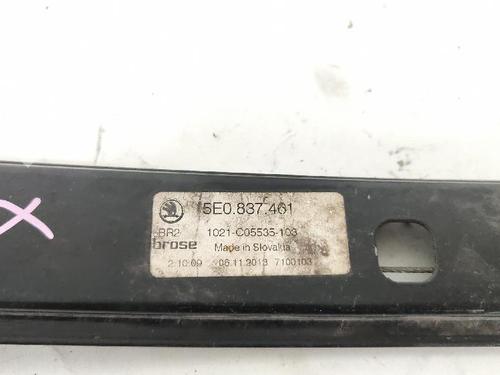 5E0.837.461
BR2 1021-C05535-103
brose Made in Slovakia
2 10:09 06.11.2013 7100103
X